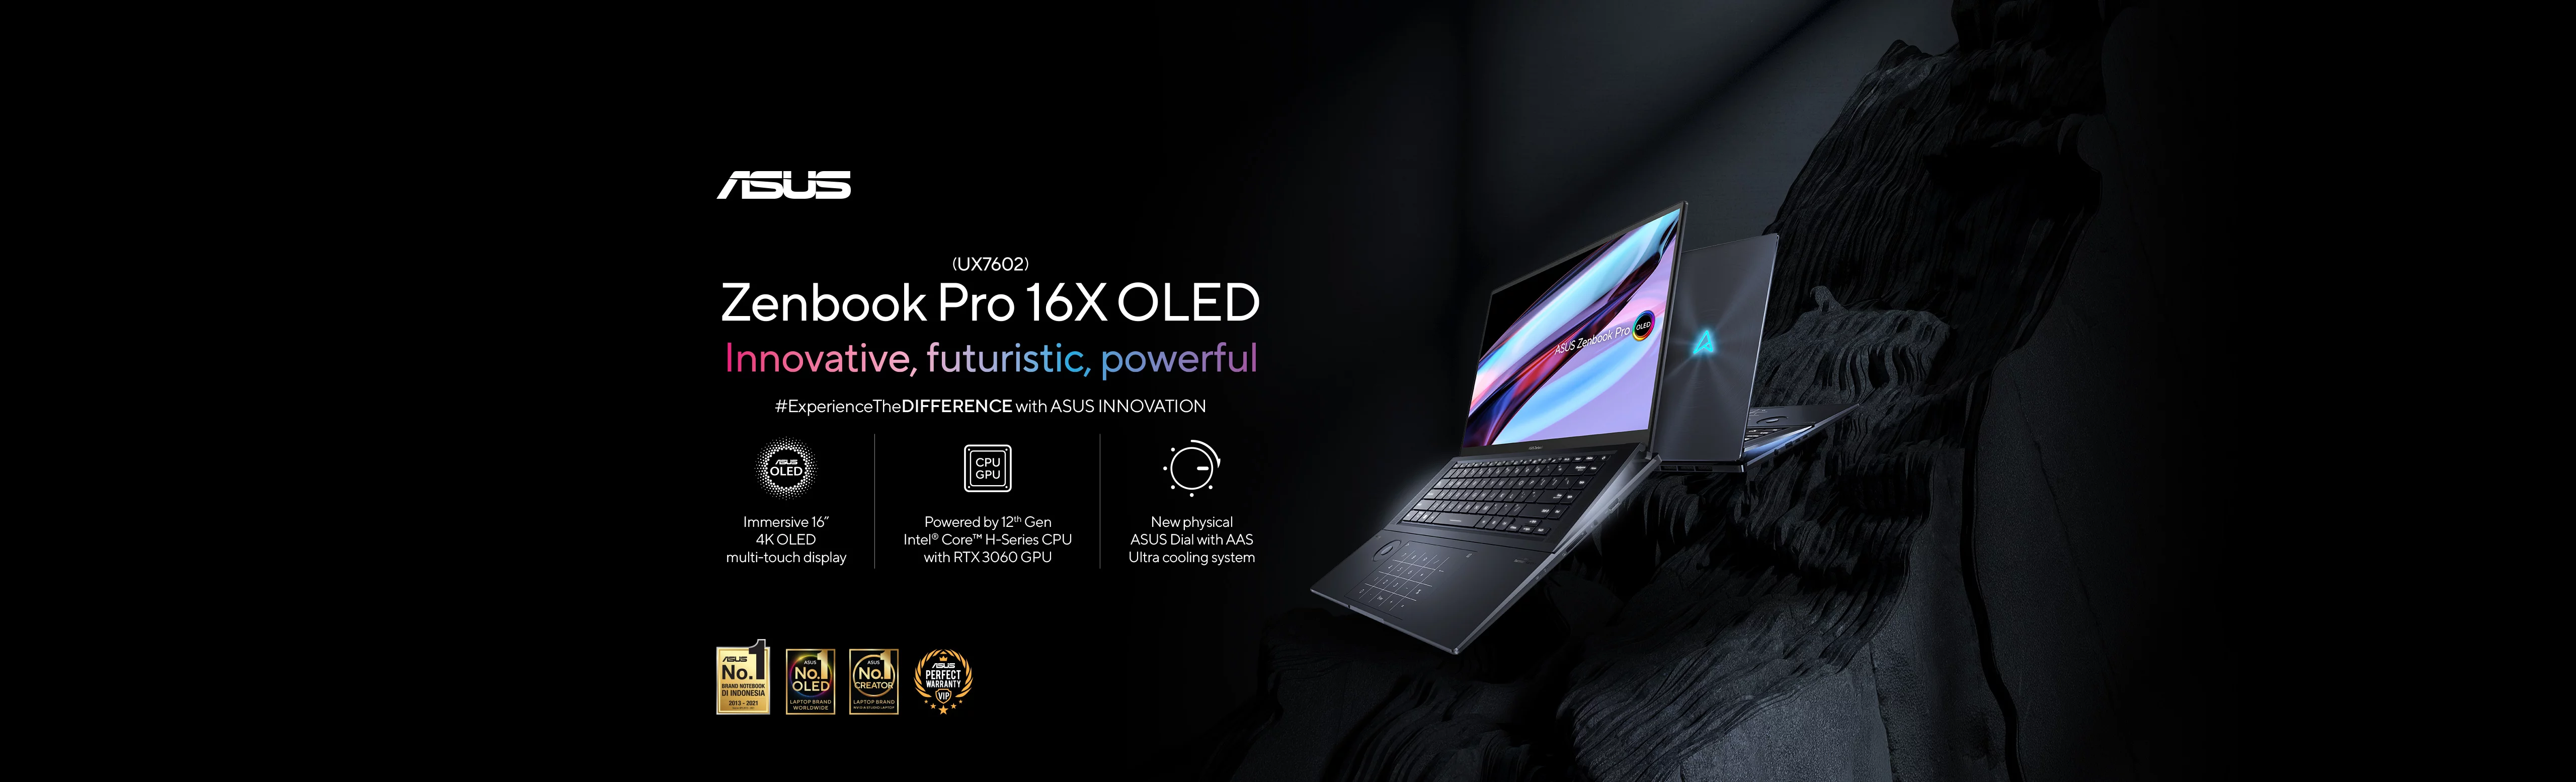 ASUS
(UX7602)
Zenbook Pro 16X OLED
Innovative, futuristic, powerful
#ExperienceTheDIFFERENCE with ASUS INNOVATION
ASUS
OLED
Immersive 16”
4K OLED
multi-touch display
CPU
GPU
Powered by 12th Gen
Intel® Core™ H-Series CPU
with RTX 3060 GPU
New physical
ASUS Dial with AAS
Ultra cooling system
ASUS Zenbook Pro OLED
ASUS
No.1
BRAND NOTEBOOK
DI INDONESIA
2013 - 2021
ASUS
No.1
OLED
LAPTOP BRAND
WORLDWIDE
ASUS
No.1
CREATOR
LAPTOP BRAND
ASUS
PERFECT
WARRANTY
VIP